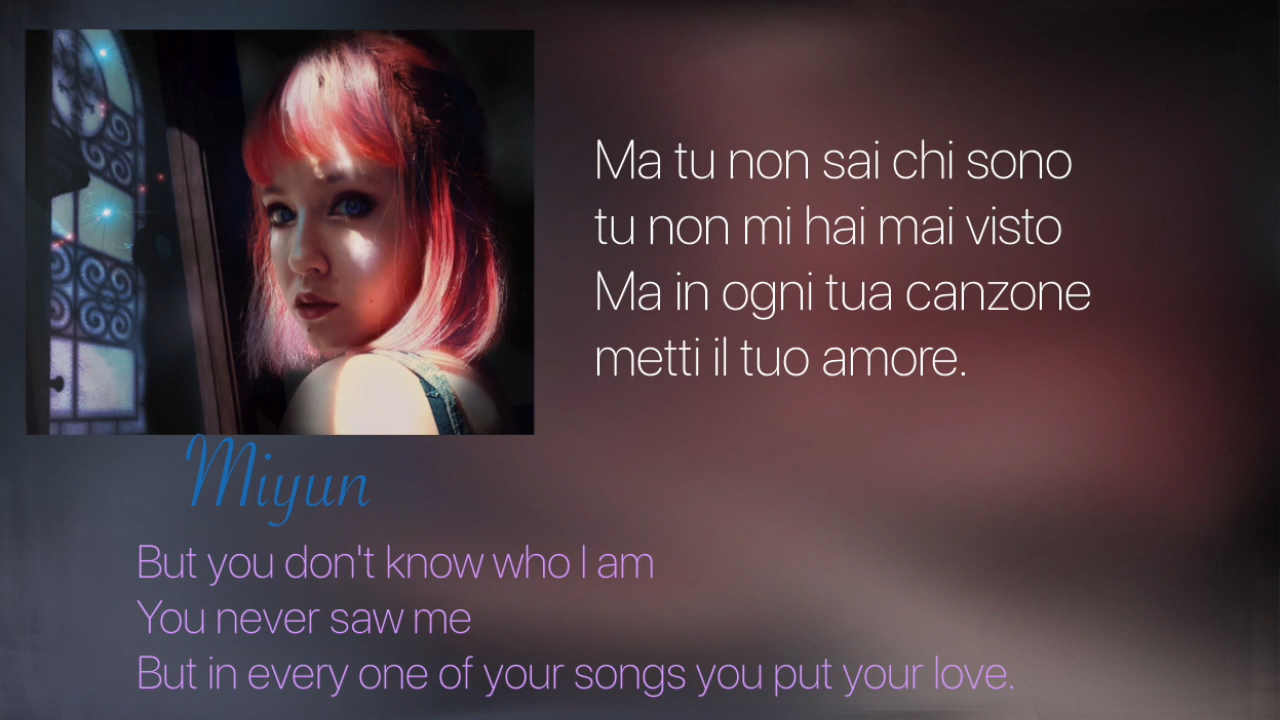 Ma tu non sai chi sono
tu non mi hai mai visto
Ma in ogni tua canzone
metti il tuo amore.
Miyun
But you don't know who I am
You never saw me
But in every one of your songs you put your love.